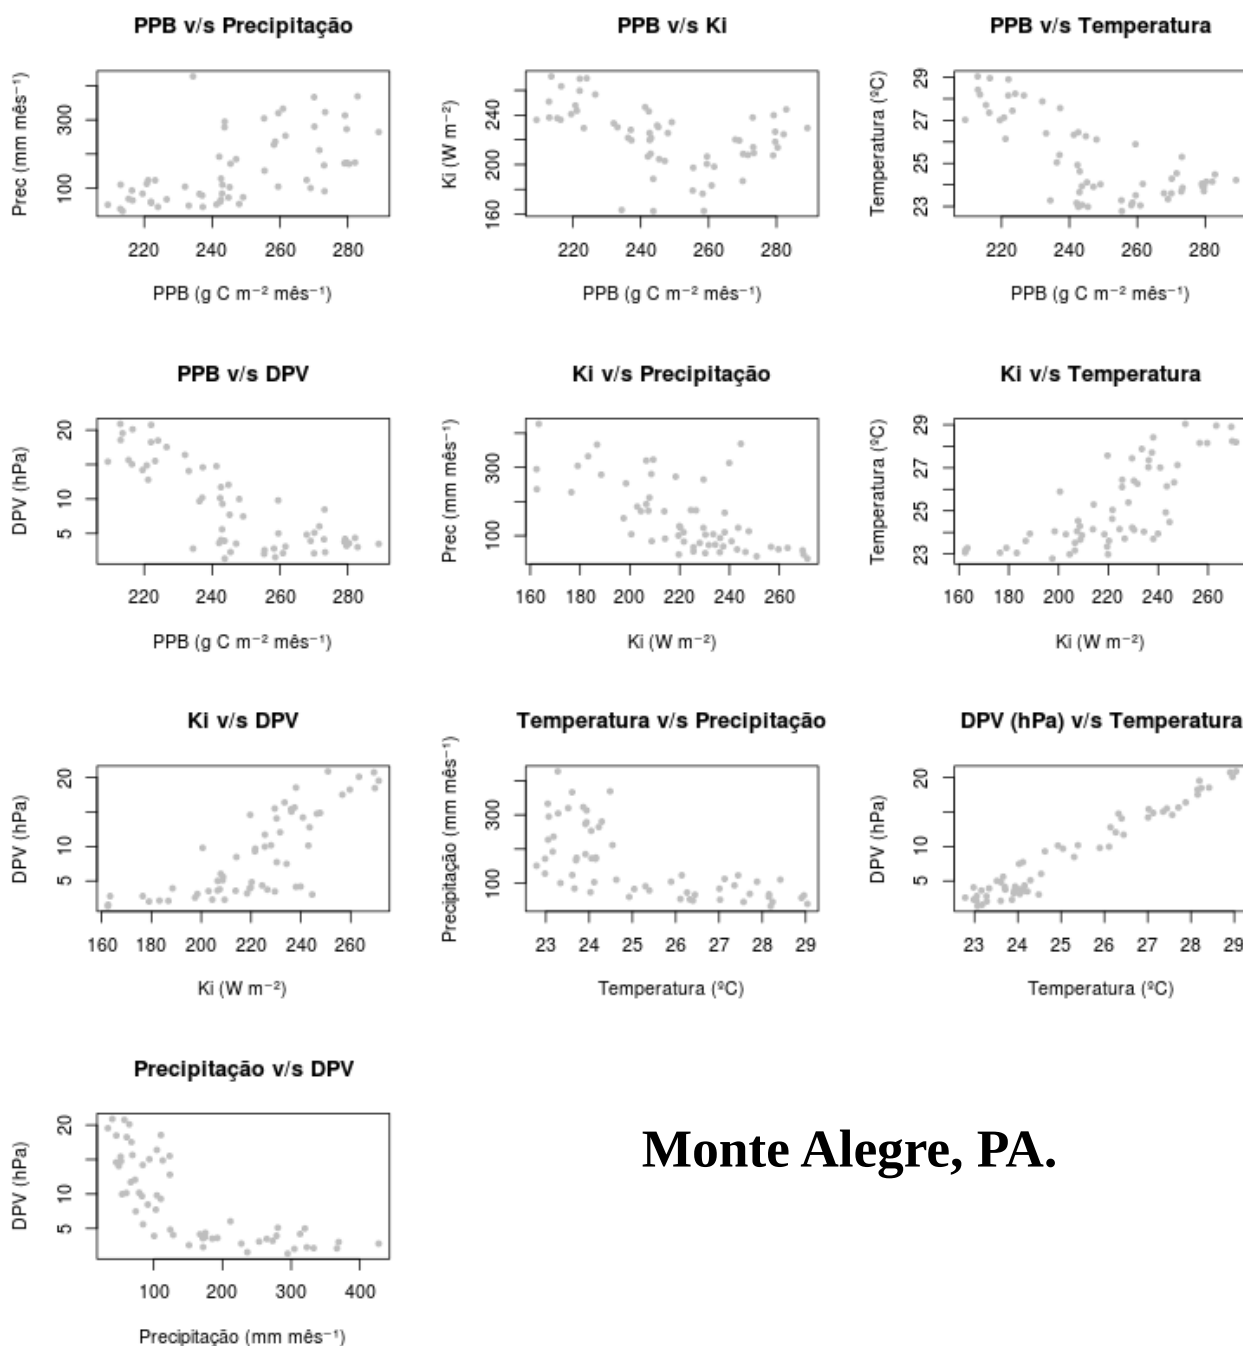 PPB v/s Precipitação
PPB v/s Ki
PPB v/s Temperatura
Prec (mm mês⁻¹)
100
300
220 240 260 280
PPB (g C m⁻² mês⁻¹)
Ki (W m⁻²)
160
200
240
220 240 260 280
PPB (g C m⁻² mês⁻¹)
Temperatura (ºC)
23
25
27
29
220 240 260 280
PPB (g C m⁻² mês⁻¹)
PPB v/s DPV
Ki v/s Precipitação
Ki v/s Temperatura
DPV (hPa)
5
10
20
220 240 260 280
PPB (g C m⁻² mês⁻¹)
Prec (mm mês⁻¹)
100
300
160 180 200 220 240 260
Ki (W m⁻²)
Temperatura (ºC)
23
25
27
29
160 180 200 220 240 260
Ki (W m⁻²)
Ki v/s DPV
Temperatura v/s Precipitação
DPV (hPa) v/s Temperatura
DPV (hPa)
5
10
20
160 180 200 220 240 260
Ki (W m⁻²)
Precipitação (mm mês⁻¹)
100
300
23 24 25 26 27 28 29
Temperatura (ºC)
DPV (hPa)
5
10
20
23 24 25 26 27 28 29
Temperatura (ºC)
Precipitação v/s DPV
DPV (hPa)
5
10
20
100 200 300 400
Precipitação (mm mês⁻¹)
Monte Alegre, PA.